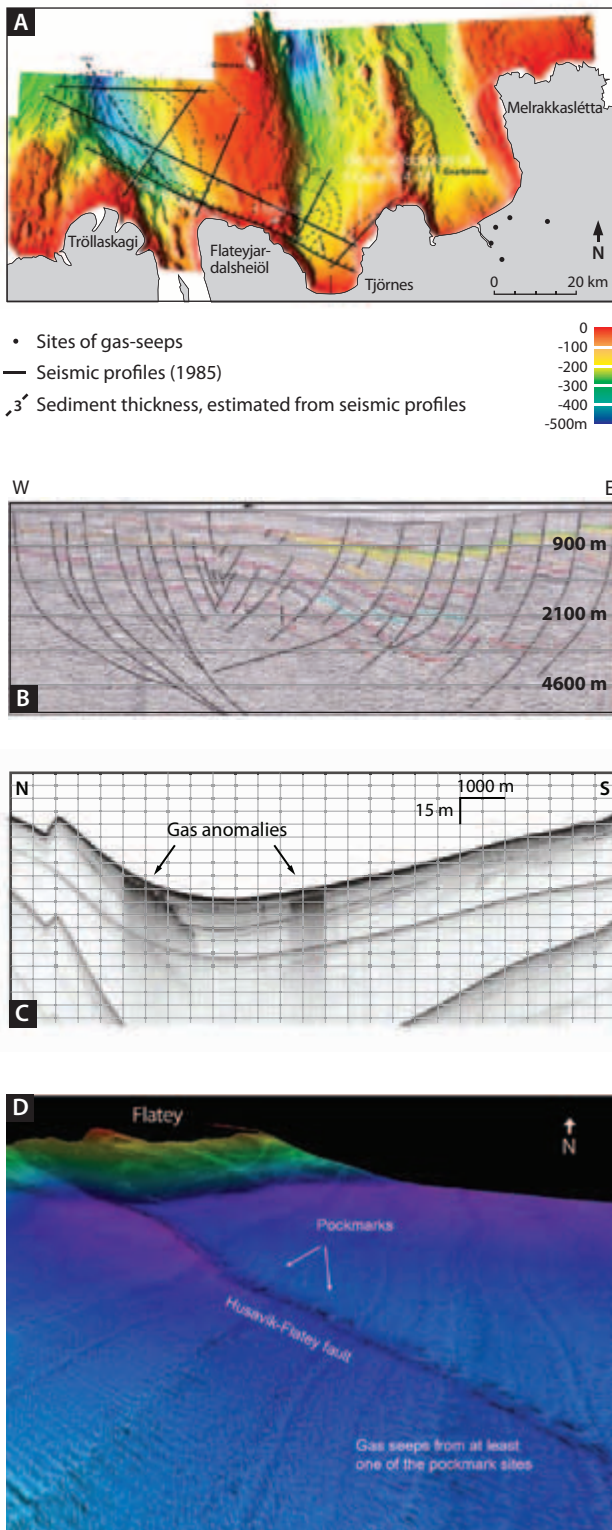 A
Melrakkaslétta
Tröllaskagi
Flateyjar-
dalsheiöl
Tjörnes
N
0 20 km
• Sites of gas-seeps
Seismic profiles (1985)
3 Sediment thickness, estimated from seismic profiles
0
-100
-200
-300
-400
-500m
W E
900 m
2100 m
4600 m
B
N S
1000 m
15 m
Gas anomalies
C
D
Flatey
N
Pockmarks
Husavik-Flatey fault
Gas seeps from at least
one of the pockmark sites